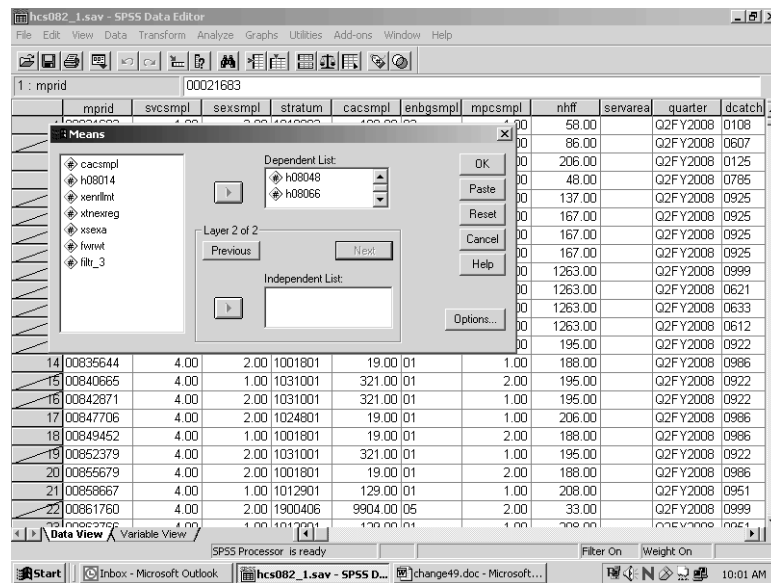 hcs082_1.sav - SPSS Data Editor
File Edit View Data Transform Analyze Graphs Utilities Add-ons Window Help
1 : mprid 00021683
mprid svcsmpl sexsmpl stratum cacsmpl enbgsmpl mpcsmpl nhff servarea quarter dcatch
58.00 Q2FY2008 0108
Means
00 86.00 Q2FY2008 0607
00 206.00 Q2FY2008 0125
00 48.00 Q2FY2008 0785
00 137.00 Q2FY2008 0925
00 167.00 Q2FY2008 0925
00 167.00 Q2FY2008 0925
00 167.00 Q2FY2008 0925
00 1263.00 Q2FY2008 0999
00 1263.00 Q2FY2008 0621
00 1263.00 Q2FY2008 0633
00 1263.00 Q2FY2008 0612
00 195.00 Q2FY2008 0922
cacsmpl
h08014
xenrllmt
xtnexreg
xsexa
fwrwt
filtr_3
Dependent List:
h08048
h08066
Layer 2 of 2
Previous Next
Independent List:
OK
Paste
Reset
Cancel
Help
Options...
14 00835644 4.00 2.00 1001801 19.00 01 1.00 188.00 Q2FY2008 0986
15 00840665 4.00 1.00 1031001 321.00 01 2.00 195.00 Q2FY2008 0922
16 00842871 4.00 2.00 1031001 321.00 01 1.00 195.00 Q2FY2008 0922
17 00847706 4.00 2.00 1024801 19.00 01 1.00 206.00 Q2FY2008 0986
18 00849452 4.00 1.00 1001801 19.00 01 2.00 188.00 Q2FY2008 0986
19 00852379 4.00 2.00 1031001 321.00 01 1.00 195.00 Q2FY2008 0922
20 00855679 4.00 2.00 1001801 19.00 01 2.00 188.00 Q2FY2008 0986
21 00858667 4.00 1.00 1012901 129.00 01 1.00 208.00 Q2FY2008 0951
22 00861760 4.00 2.00 1900406 9904.00 05 2.00 33.00 Q2FY2008 0999
Data View Variable View
SPSS Processor is ready Filter On Weight On
Start Inbox - Microsoft Outlook hcs082_1.sav - SPSS D... change49.doc - Microsoft... 10:01 AM